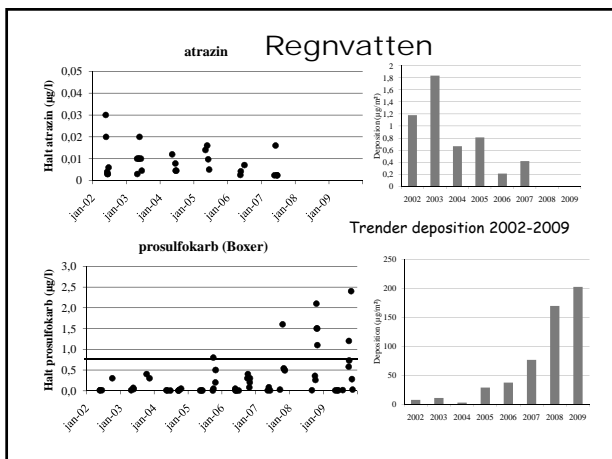 Regnvatten
atrazin
Halt atrazin (µg/l)
0,05
0,04
0,03
0,02
0,01
0
jan-02
jan-03
jan-04
jan-05
jan-06
jan-07
jan-08
jan-09
Deposition (µg/m²)
2
1,8
1,6
1,4
1,2
1
0,8
0,6
0,4
0,2
0
2002 2003 2004 2005 2006 2007 2008 2009
Trender deposition 2002-2009
prosulfokarb (Boxer)
Halt prosulfokarb (µg/l)
3,0
2,5
2,0
1,5
1,0
0,5
0,0
jan-02
jan-03
jan-04
jan-05
jan-06
jan-07
jan-08
jan-09
Deposition (µg/m²)
250
200
150
100
50
0
2002 2003 2004 2005 2006 2007 2008 2009